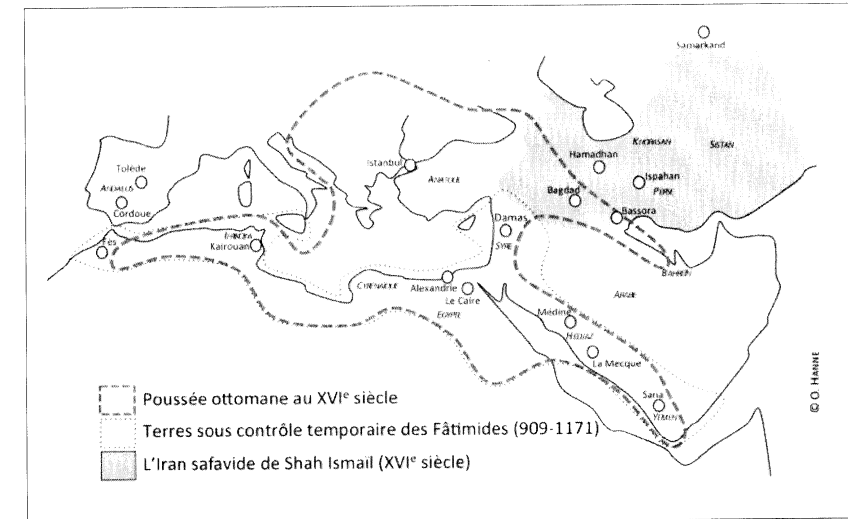 Samarkand
KHORASAN
SISTAN
Hamadhan
Ispahan
PERSE
Bagdad
Bassora
Istanbul
ANATOLIE
Tolède
ANDALUS
Cordoue
Damas
SYRIE
Fès
IFRIQIYA
Kairouan
BAHREIN
CYRÉNAÏQUE
Alexandrie
Le Caire
EGYPTE
ARABIE
Médine
HEDJAZ
La Mecque
Sana
YEMEN
Poussée ottomane au XVIe siècle
Terres sous contrôle temporaire des Fâtimides (909-1171)
L'Iran safavide de Shah Ismaïl (XVIe siècle)
© O. HANNE